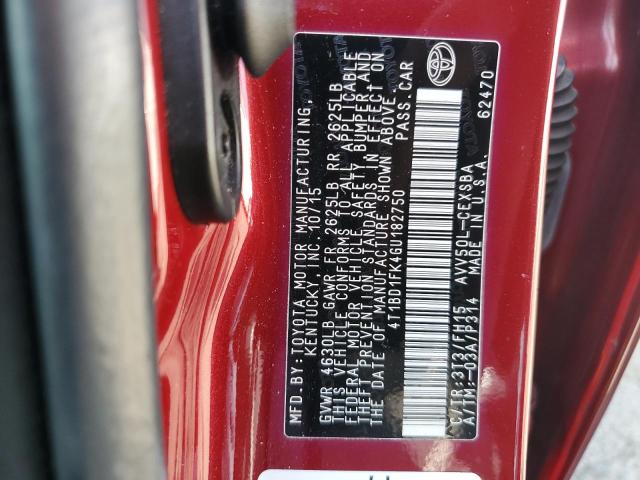 MFD.BY:TOYOTA MOTOR MANUFACTURING,
KENTUCKY, INC. 10/15
GVWR 4630LB GAWR FR 2625LB RR 2625LB
THIS VEHICLE CONFORMS TO ALL APPLICABLE
FEDERAL MOTOR VEHICLE SAFETY, BUMPER AND
THEFT PREVENTION STANDARDS IN EFFECT ON
THE DATE OF MANUFACTURE SHOWN ABOVE.
4T1BD1FK4GU182750 PASS.CAR
C/TR:3T3/FH15 AVV50L-CEXSBA
A/TM:-03A/P314 MADE IN U.S.A.
62470